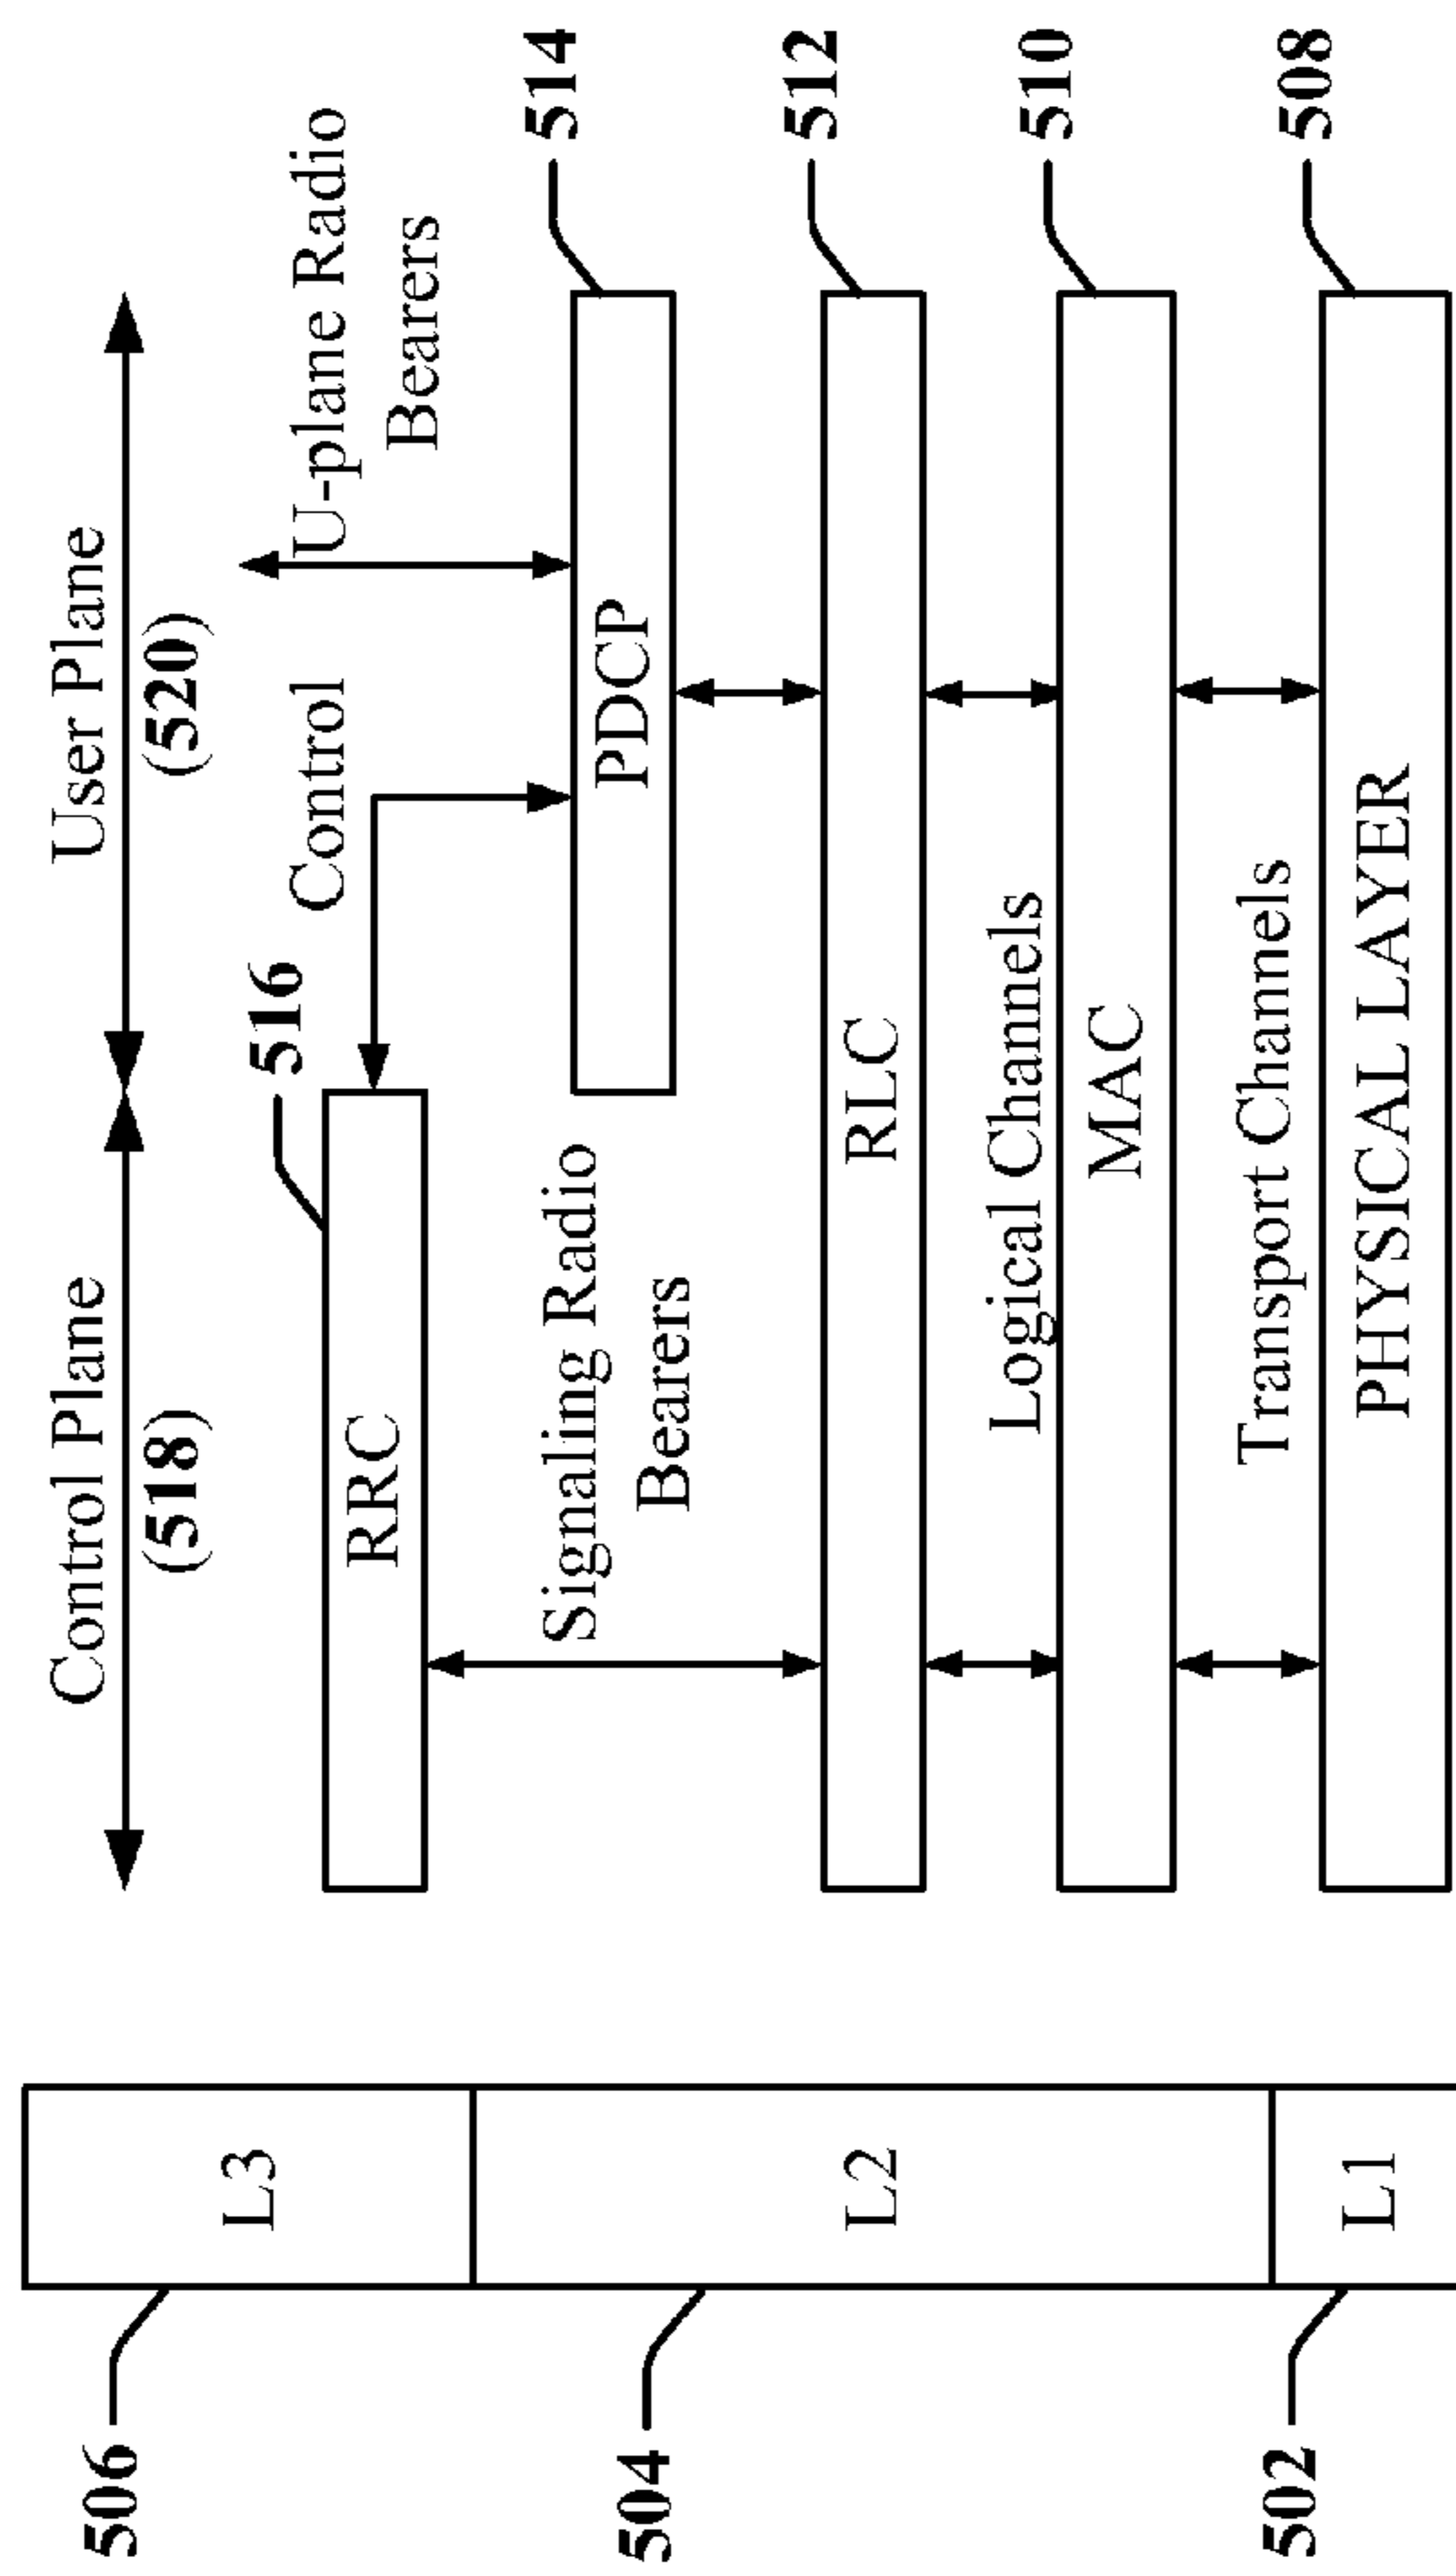 Control Plane
(518)
User Plane
(520)
506
L3
516
RRC
Control
U-plane Radio
Bearers
514
PDCP
Signaling Radio
Bearers
504
L2
512
RLC
Logical Channels
510
MAC
Transport Channels
502
L1
508
PHYSICAL LAYER